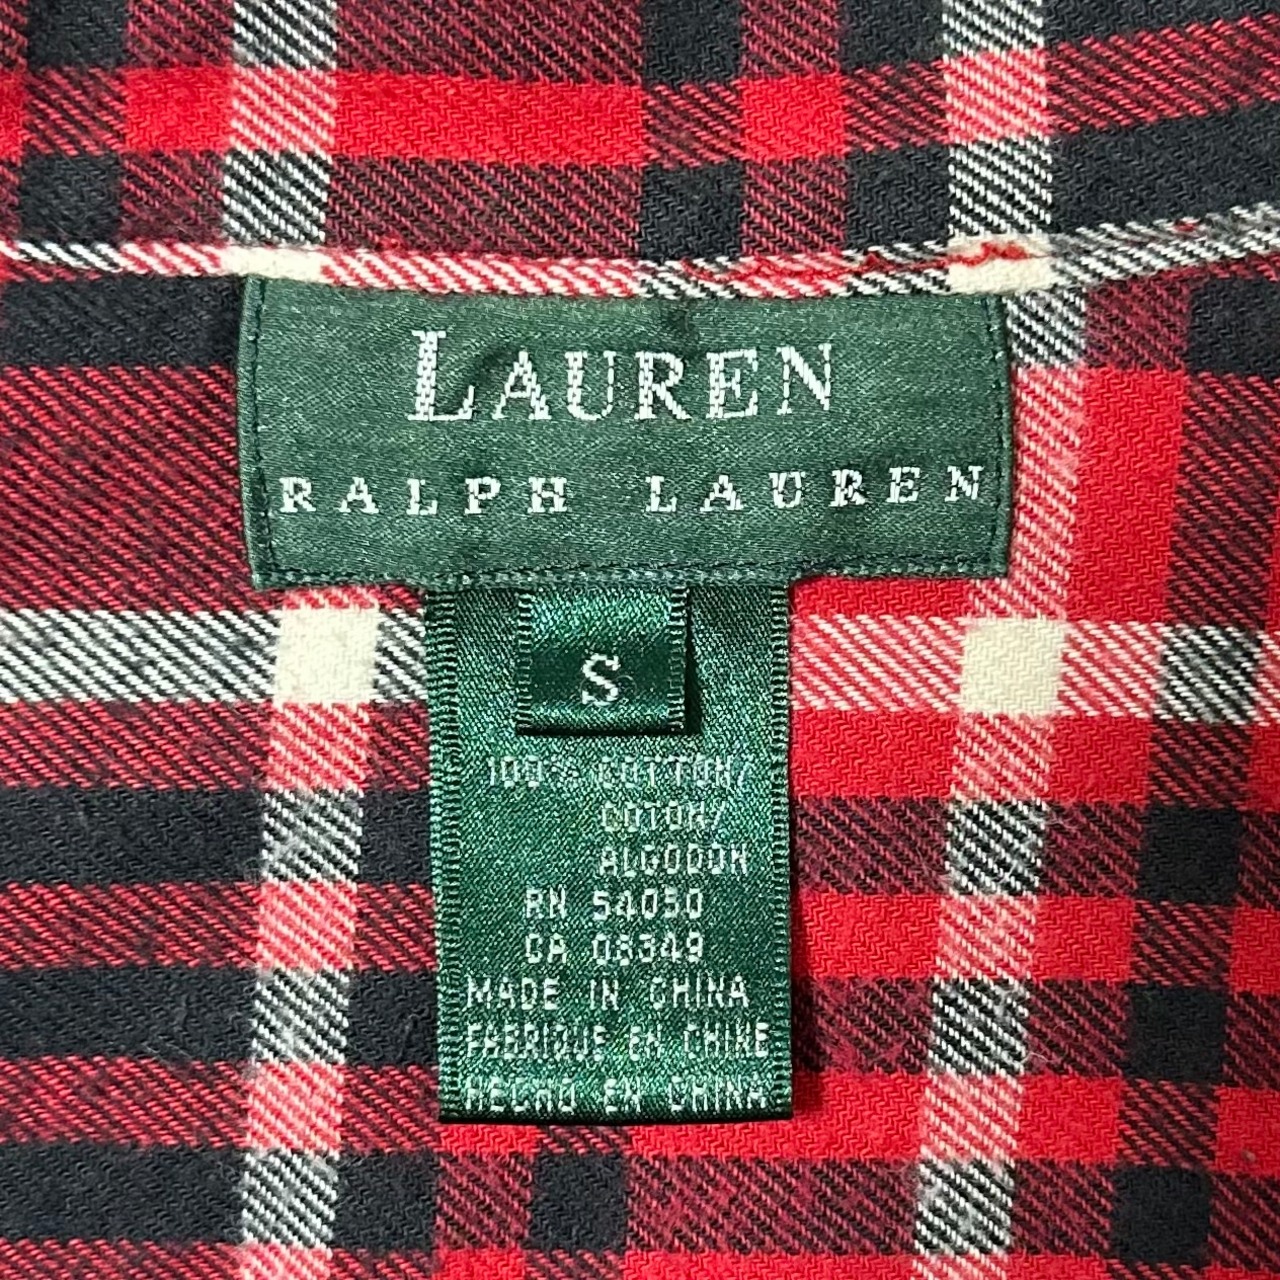 LAUREN
RALPH LAUREN
S
100% COTTON/
COTON/
ALGODON
RN 54030
CA 08349
MADE IN CHINA
FABRIQUE EN CHINE
HECHO EN CHINA